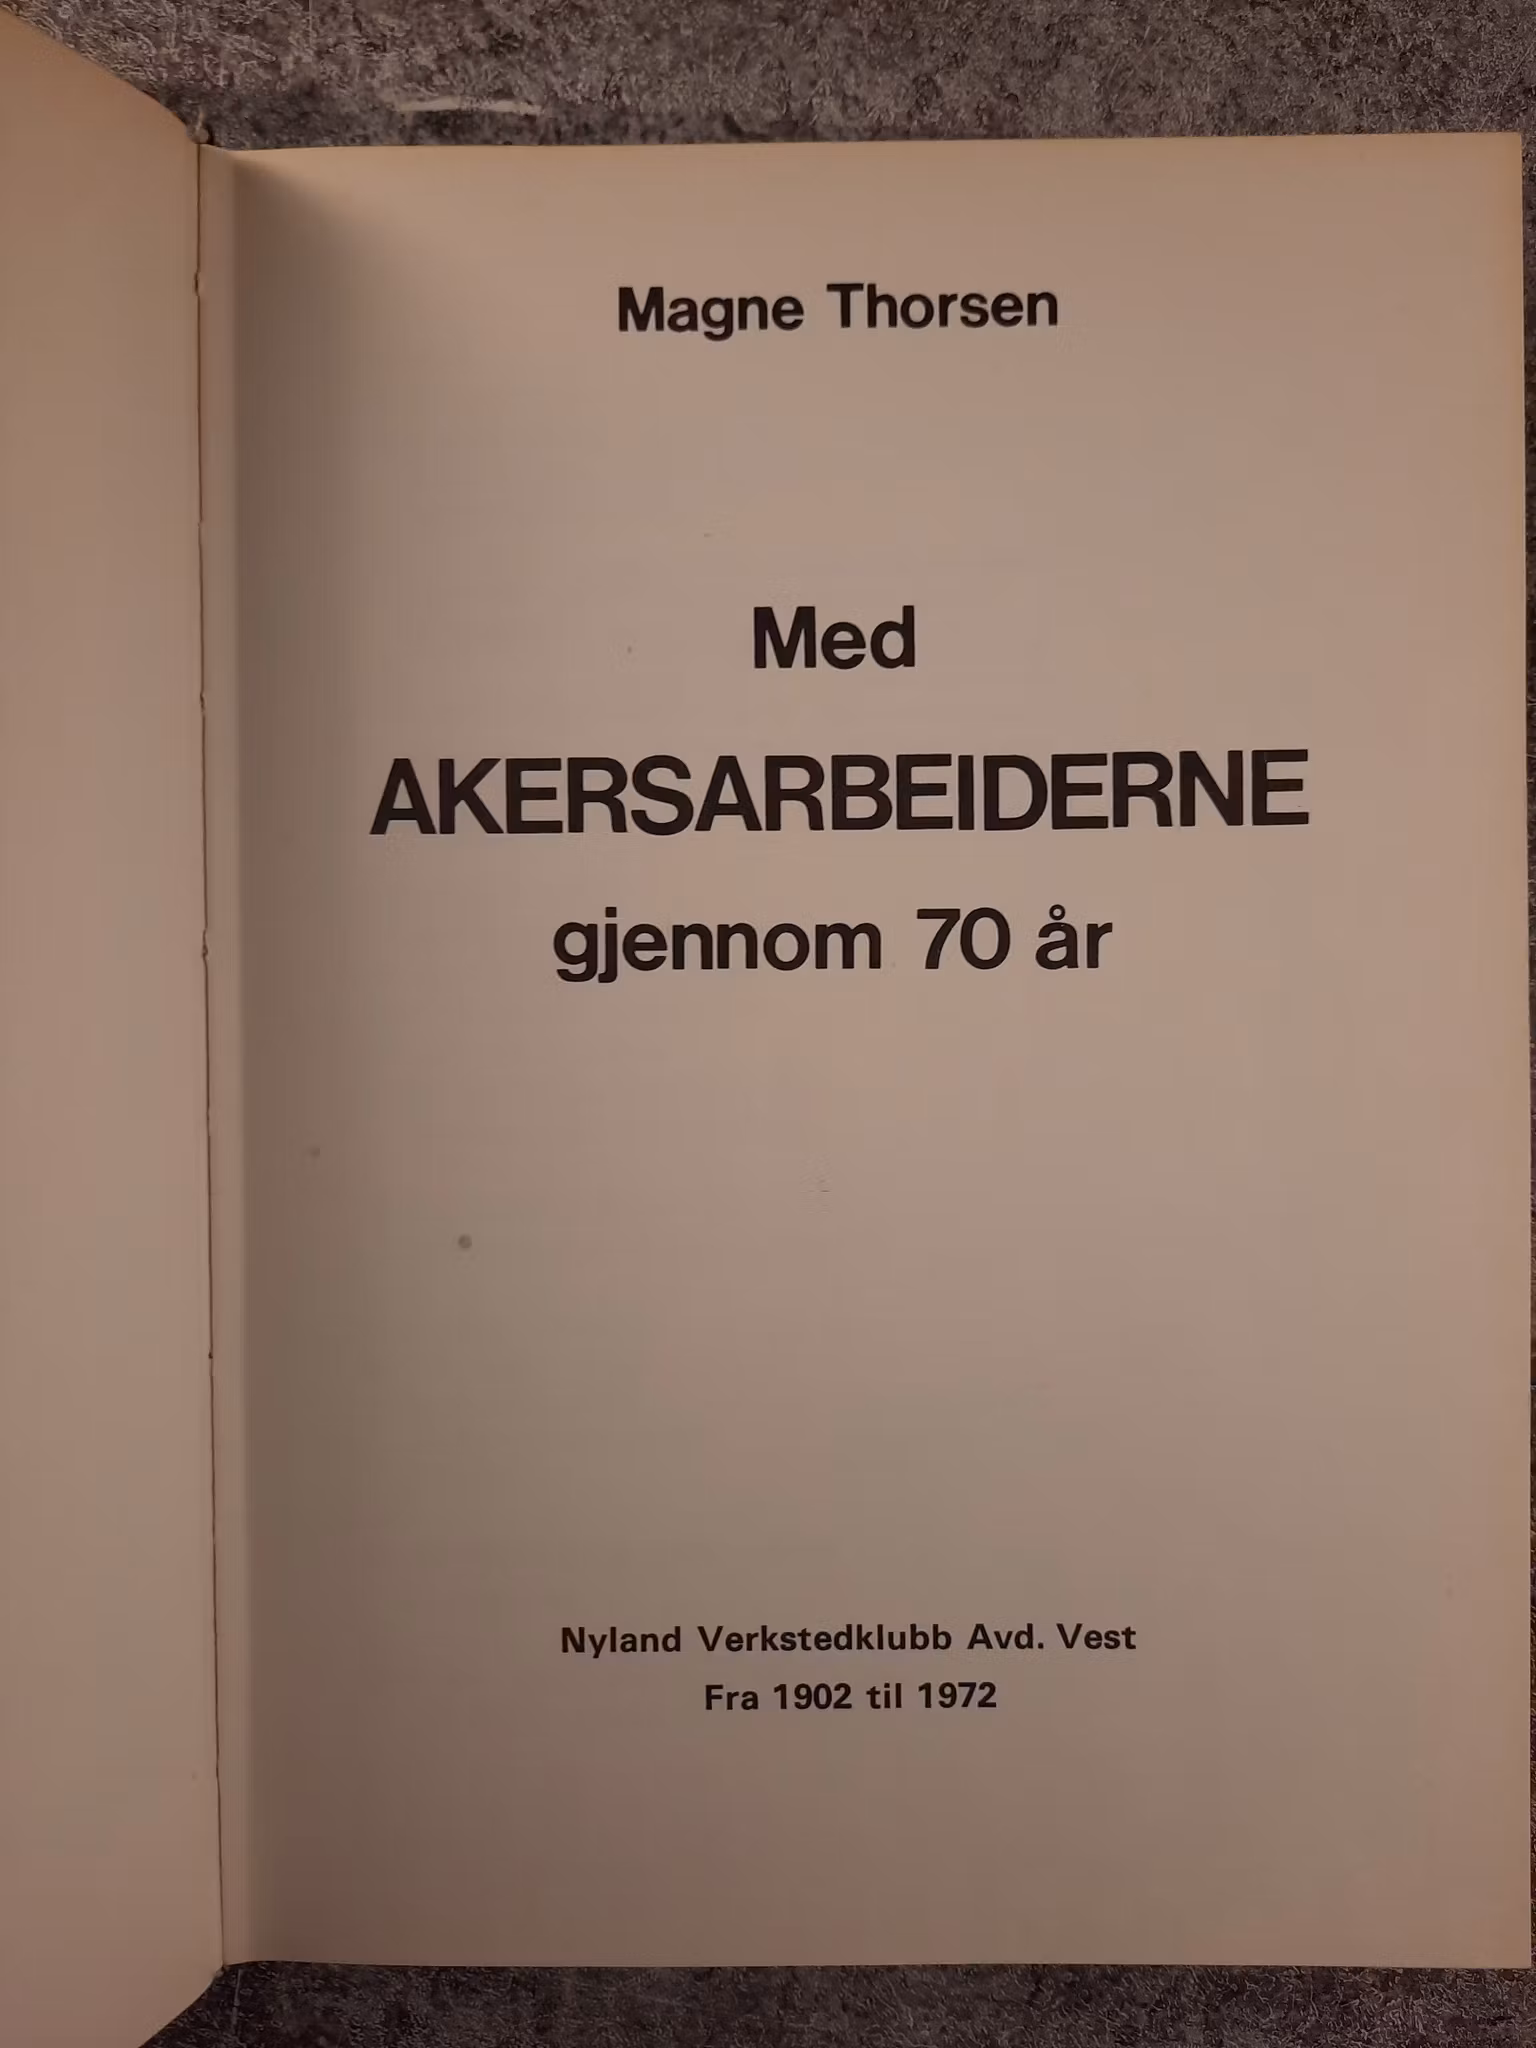 Magne Thorsen
Med
AKERSARBEIDERNE
gjennom 70 år
Nyland Verkstedklubb Avd. Vest
Fra 1902 til 1972